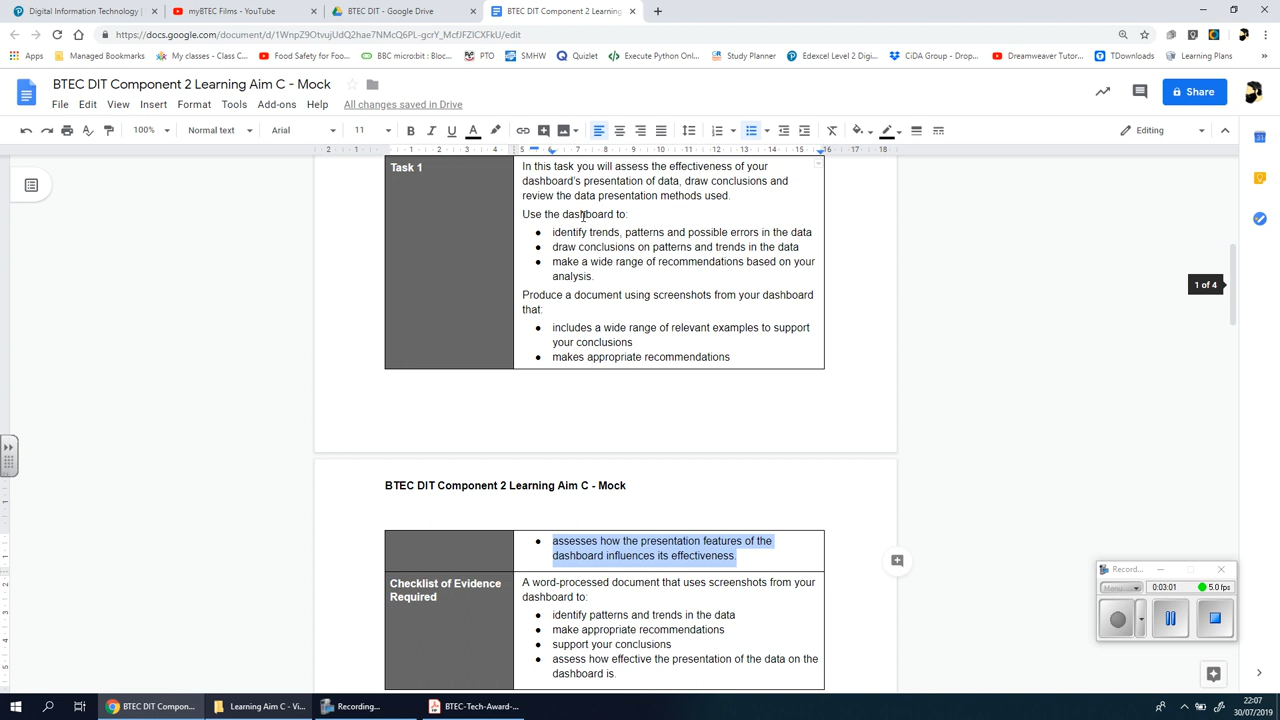 Digital Information Technology
myBTEC Films - YouTube
BTEC DIT - Google Drive
BTEC DIT Component 2 Learning
https://docs.google.com/document/d/1WnpZ9OtvujUdQ2hae7NMcQ6PL-gcrY_McfJFZICXFkU/edit
Apps
Managed Bookmarks
My classes - Class C...
Food Safety for Foo...
BBC micro:bit : Bloc...
PTO
SMHW
Quizlet
Execute Python Onl...
Study Planner
Edexcel Level 2 Digi...
CiDA Group - Drop...
Dreamweaver Tutor...
TDownloads
Learning Plans
BTEC DIT Component 2 Learning Aim C - Mock
File Edit View Insert Format Tools Add-ons Help All changes saved in Drive
Share
100% Normal text Arial 11
Editing
Task 1
In this task you will assess the effectiveness of your
dashboard's presentation of data, draw conclusions and
review the data presentation methods used.
Use the dashboard to:
● identify trends, patterns and possible errors in the data
● draw conclusions on patterns and trends in the data
● make a wide range of recommendations based on your
analysis.
Produce a document using screenshots from your dashboard
that:
● includes a wide range of relevant examples to support
your conclusions
● makes appropriate recommendations
1 of 4
BTEC DIT Component 2 Learning Aim C - Mock
● assesses how the presentation features of the
dashboard influences its effectiveness.
Checklist of Evidence
Required
A word-processed document that uses screenshots from your
dashboard to:
● identify patterns and trends in the data
● make appropriate recommendations
● support your conclusions
● assess how effective the presentation of the data on the
dashboard is.
Record...
Menu
0:03:01
5.0 fps
BTEC DIT Compon...
Learning Aim C - Vi...
Recording...
BTEC-Tech-Award-...
22:07
30/07/2019